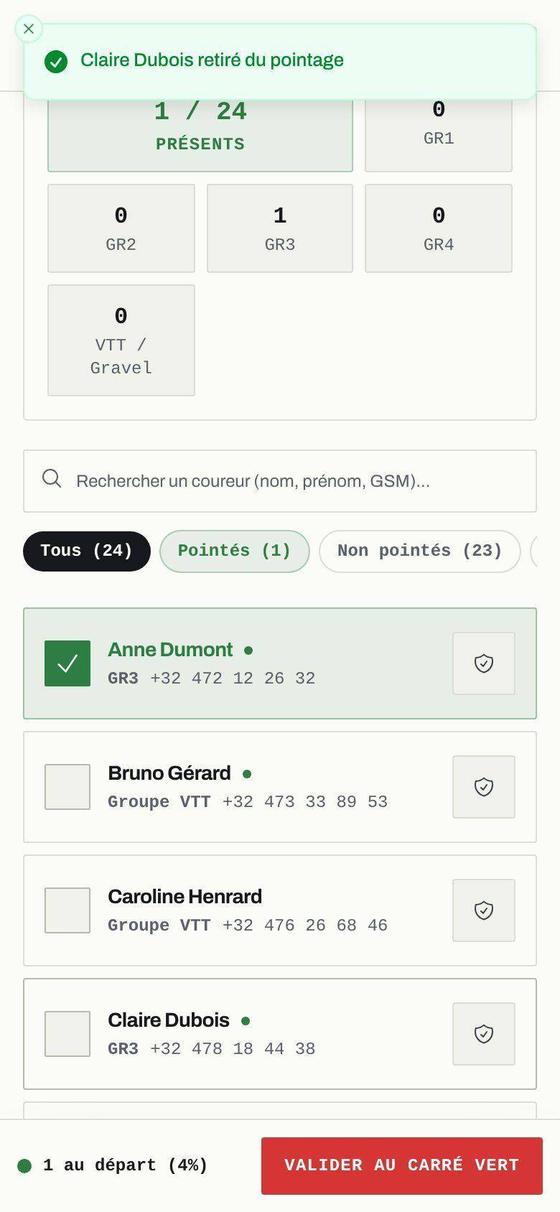 Claire Dubois retiré du pointage
1 / 24
PRÉSENTS
0
GR1
0
GR2
1
GR3
0
GR4
0
VTT /
Gravel
Rechercher un coureur (nom, prénom, GSM)...
Tous (24)
Pointés (1)
Non pointés (23)
Anne Dumont
GR3 +32 472 12 26 32
Bruno Gérard
Groupe VTT +32 473 33 89 53
Caroline Henrard
Groupe VTT +32 476 26 68 46
Claire Dubois
GR3 +32 478 18 44 38
1 au départ (4%)
VALIDER AU CARRÉ VERT